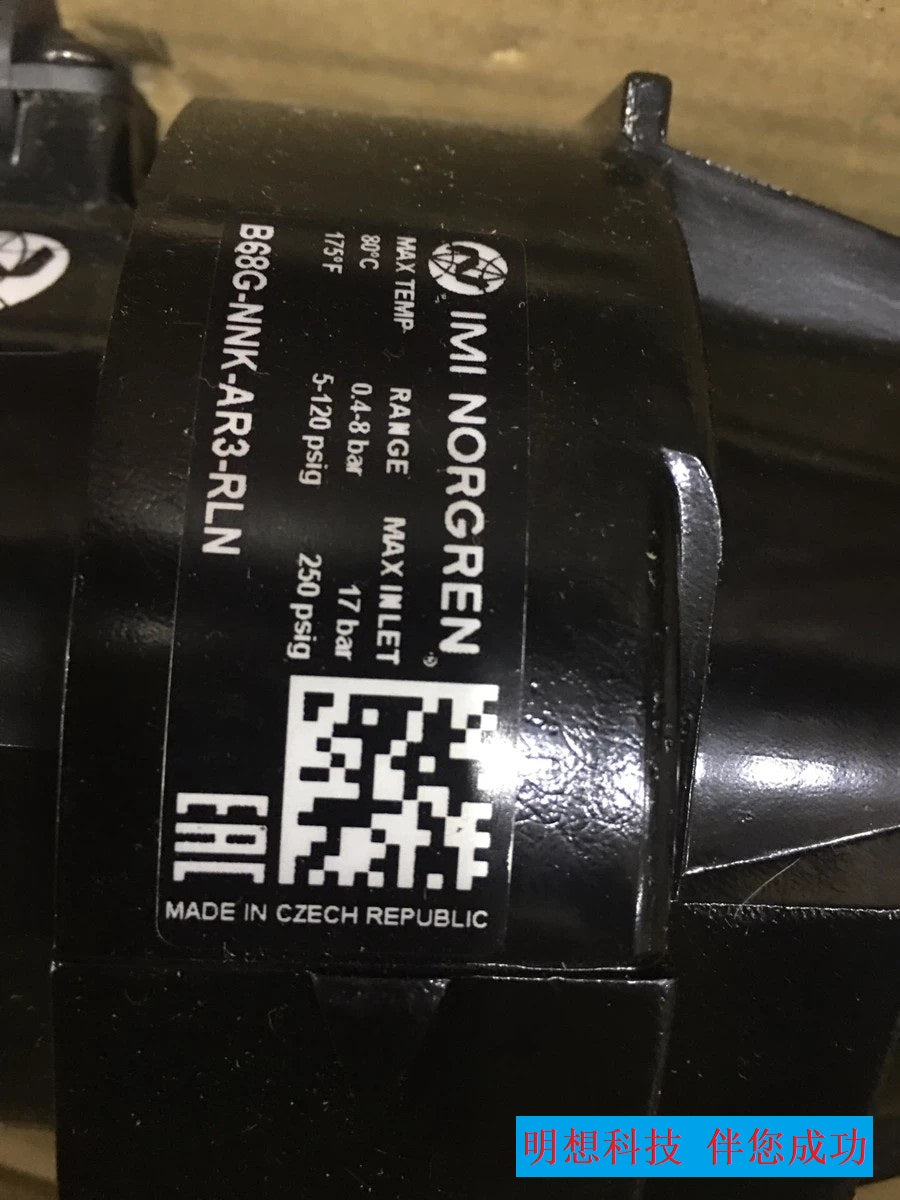 IMI NORGREN®
MAX TEMP RANGE MAX INLET
80°C 0.4-8 bar 17 bar
175°F 5-120 psig 250 psig
B68G-NNK-AR3-RLN
EAC
MADE IN CZECH REPUBLIC
明想科技 伴您成功